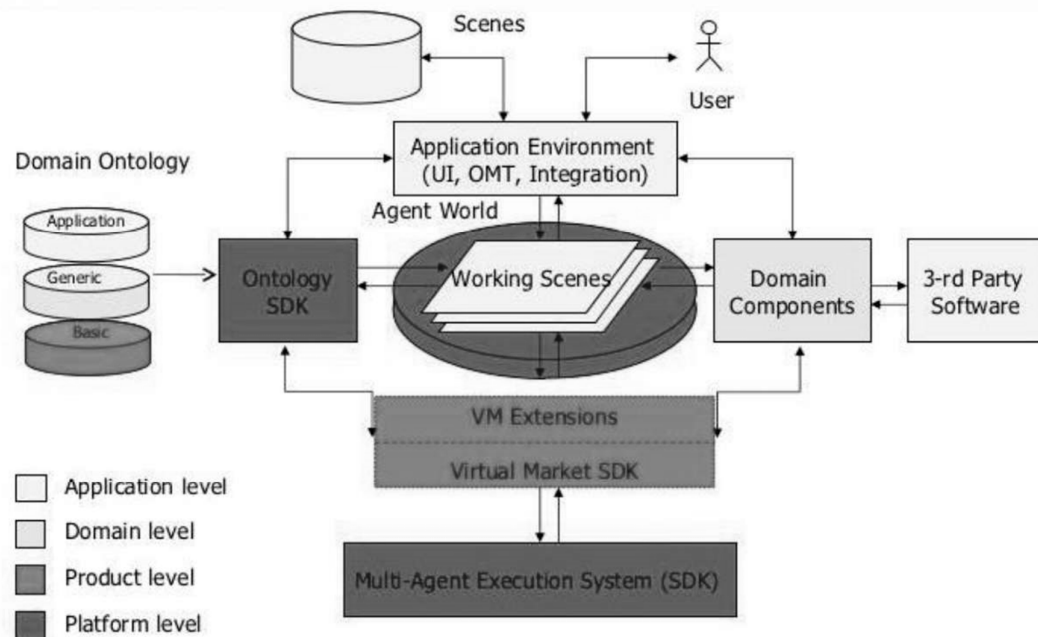 Scenes
User
Application Environment
(UI, OMT, Integration)
Domain Ontology
Application
Generic
Basic
Agent World
Ontology
SDK
Working Scenes
Domain
Components
3-rd Party
Software
VM Extensions
Virtual Market SDK
Multi-Agent Execution System (SDK)
Application level
Domain level
Product level
Platform level